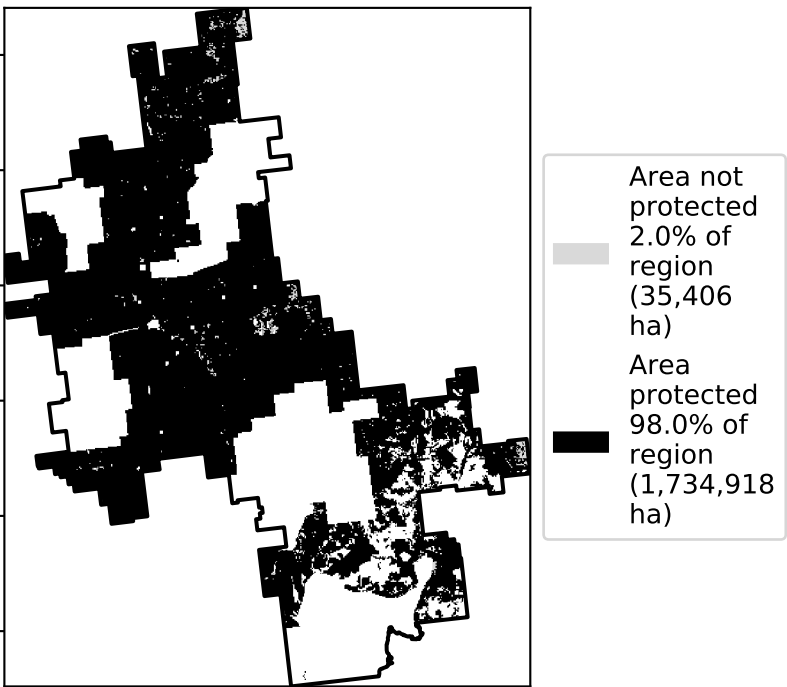 Area not
protected
2.0% of
region
(35,406
ha)
Area
protected
98.0% of
region
(1,734,918
ha)